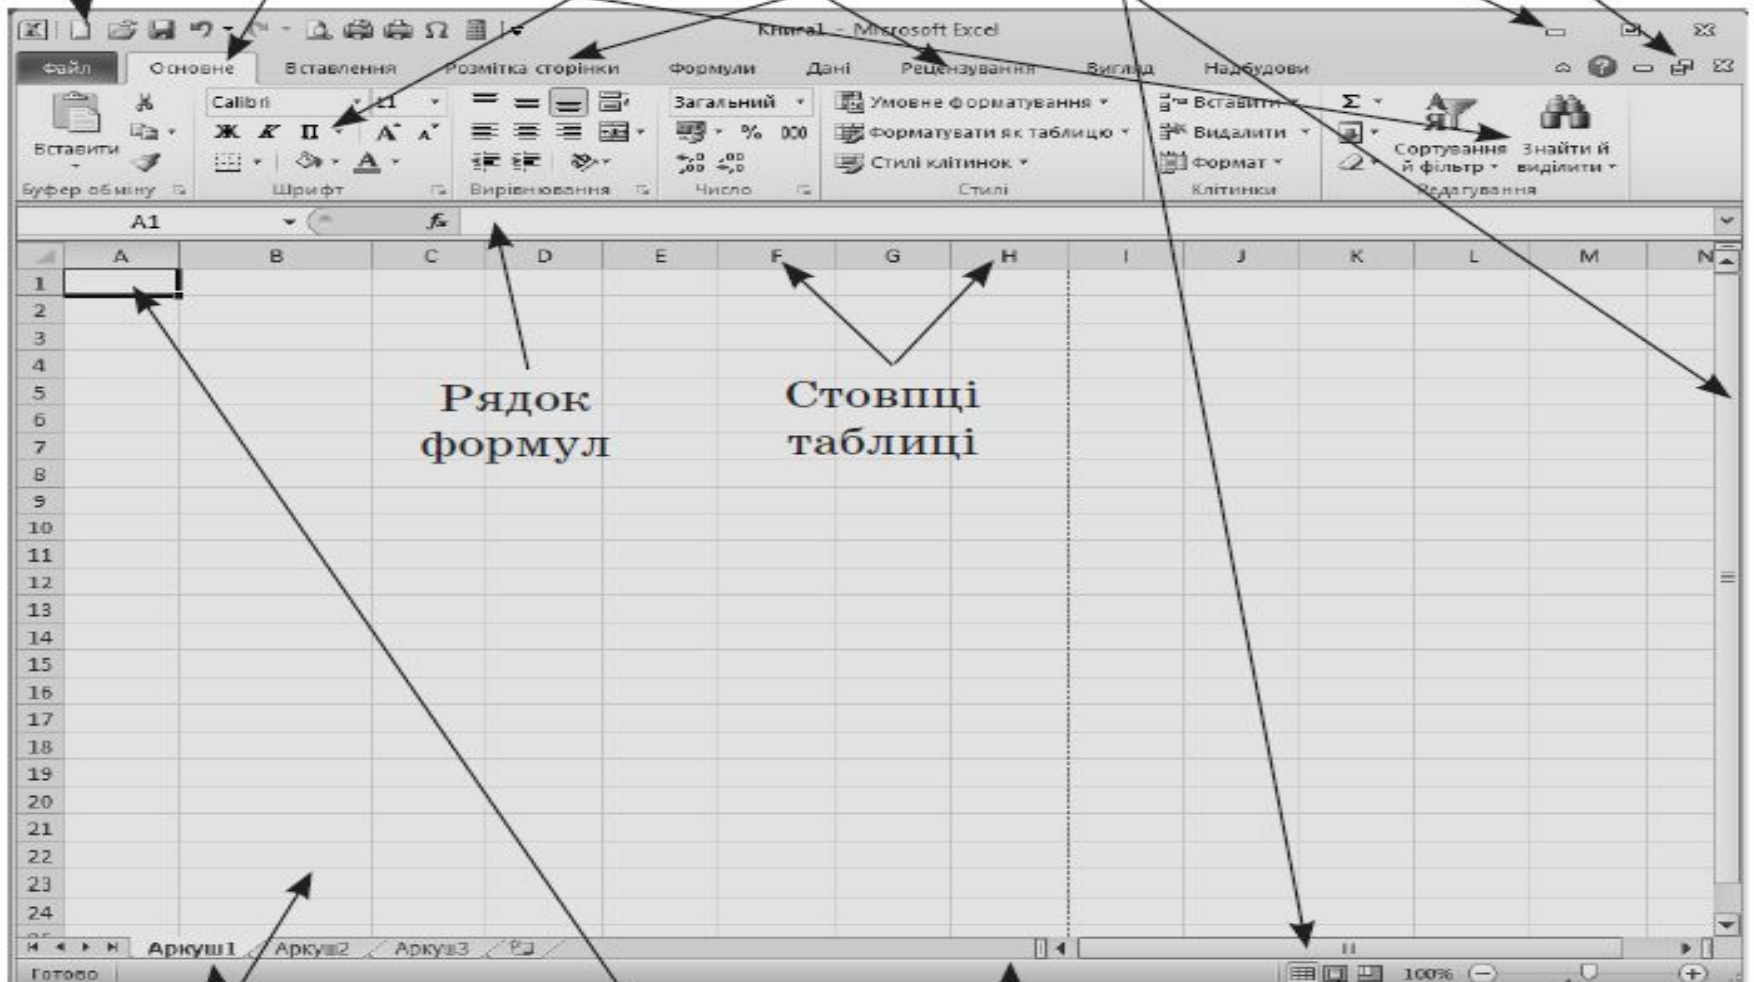 Книга1 - Microsoft Excel
Файл Основне Вставлення Розмітка сторінки Формули Дані Рецензування Вигляд Надбудови
Вставити
Буфер обміну
Calibri 11
Ж К П А А
А
Шрифт
Вирівнювання
Загальний
% 000
,00 ,00
Число
Умовне форматування
Форматувати як таблицю
Стилі клітинок
Стилі
Вставити
Видалити
Формат
Клітинки
Σ
Сортування й фільтр
Знайти й виділити
Редагування
A1 fx
A B C D E F G H I J K L M N
1
2
3
4
5
6
7
8
9
10
11
12
13
14
15
16
17
18
19
20
21
22
23
24
Рядок
формул
Стовпці
таблиці
Аркуш1 Аркуш2 Аркуш3
Готово 100%